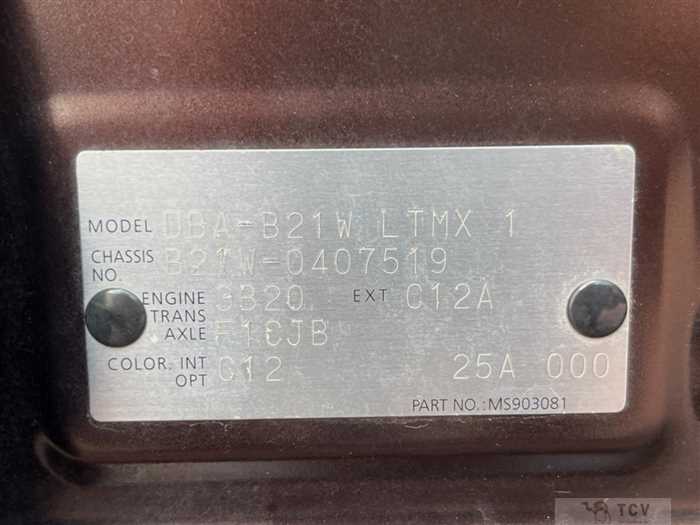 MODEL DBA-B21W LTMX 1
CHASSIS NO. B21W-0407519
ENGINE 3B20 EXT C12A
TRANS AXLE F1CJB
COLOR. INT OPT C12 25A 000
PART NO.:MS903081
TCV